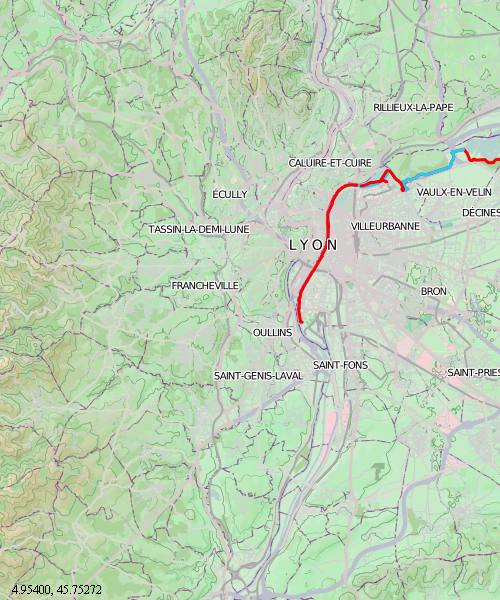 RILLIEUX-LA-PAPE
CALUIRE-ET-CUIRE
ÉCULLY
VAULX-EN-VELIN
DÉCINES
TASSIN-LA-DEMI-LUNE
VILLEURBANNE
LYON
FRANCHEVILLE
BRON
OULLINS
SAINT-FONS
SAINT-GENIS-LAVAL
SAINT-PRIES
4.95400, 45.75272